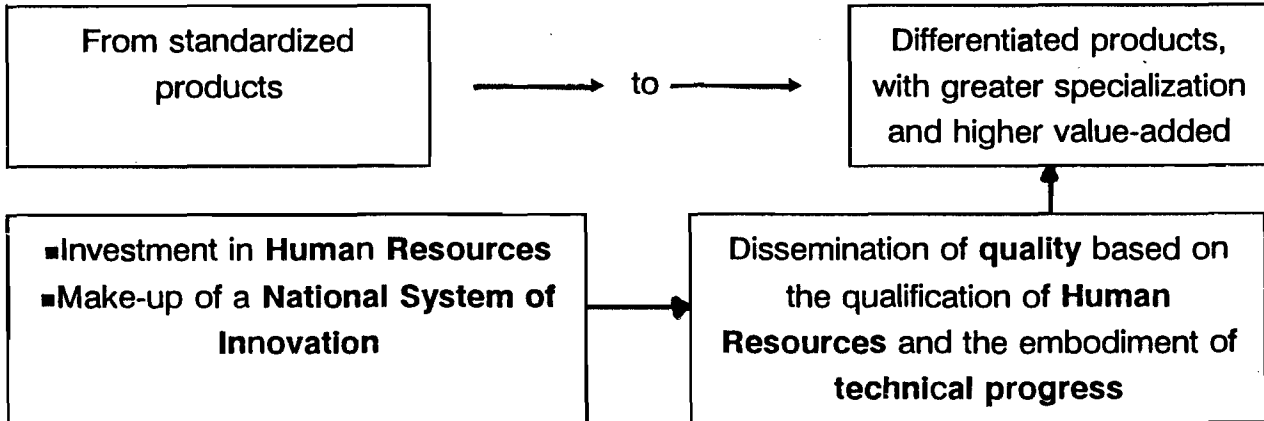 From standardized
products
to
Differentiated products,
with greater specialization
and higher value-added
▪Investment in Human Resources
▪Make-up of a National System of
Innovation
Dissemination of quality based on
the qualification of Human
Resources and the embodiment of
technical progress